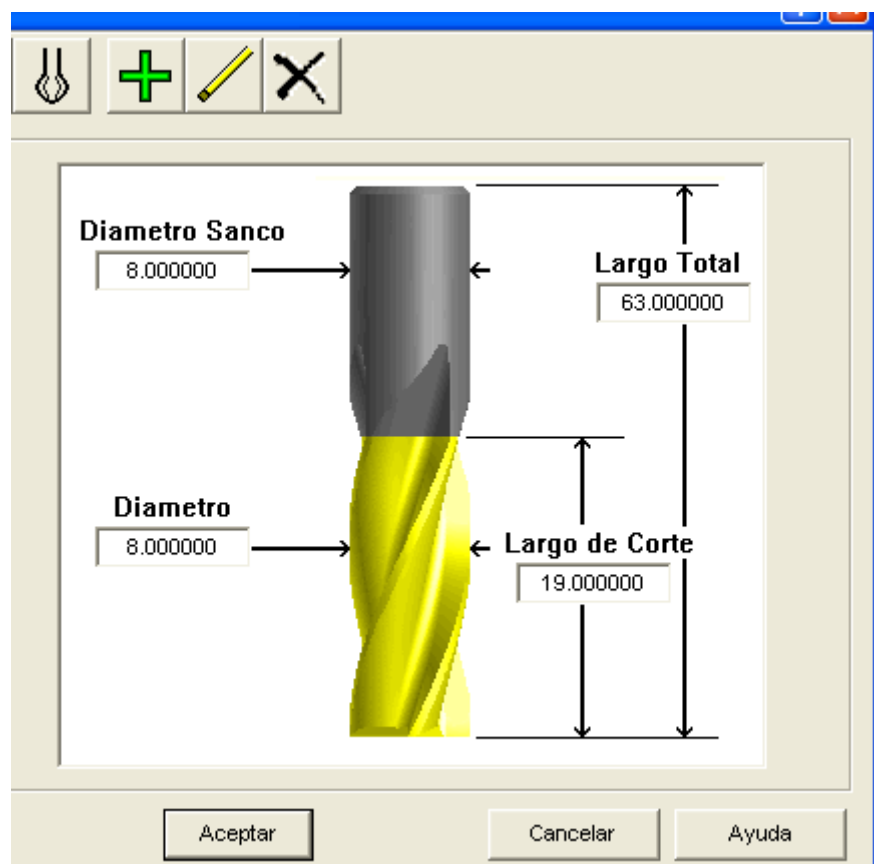 Diametro Sanco
8.000000
Largo Total
63.000000
Diametro
8.000000
Largo de Corte
19.000000
Aceptar
Cancelar
Ayuda